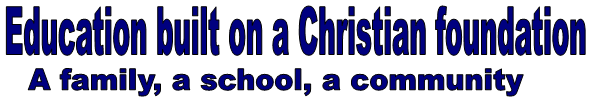 Education built on a Christian foundation
A family, a school, a community